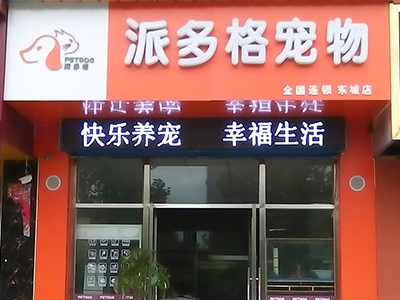 派多格宠物
PETDOG
派多格
全国连锁 东城店
快乐养宠 幸福生活